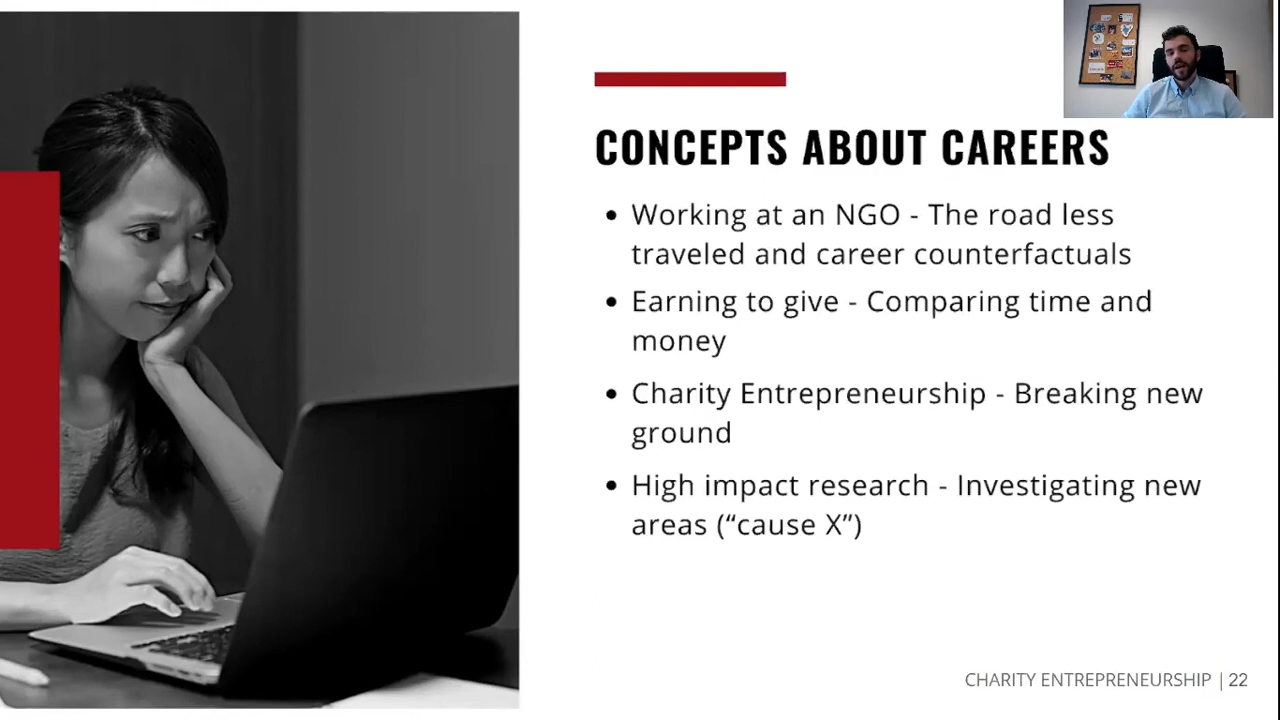 CONCEPTS ABOUT CAREERS
• Working at an NGO - The road less
traveled and career counterfactuals
• Earning to give - Comparing time and
money
• Charity Entrepreneurship - Breaking new
ground
• High impact research - Investigating new
areas (“cause X”)
CHARITY ENTREPRENEURSHIP | 22